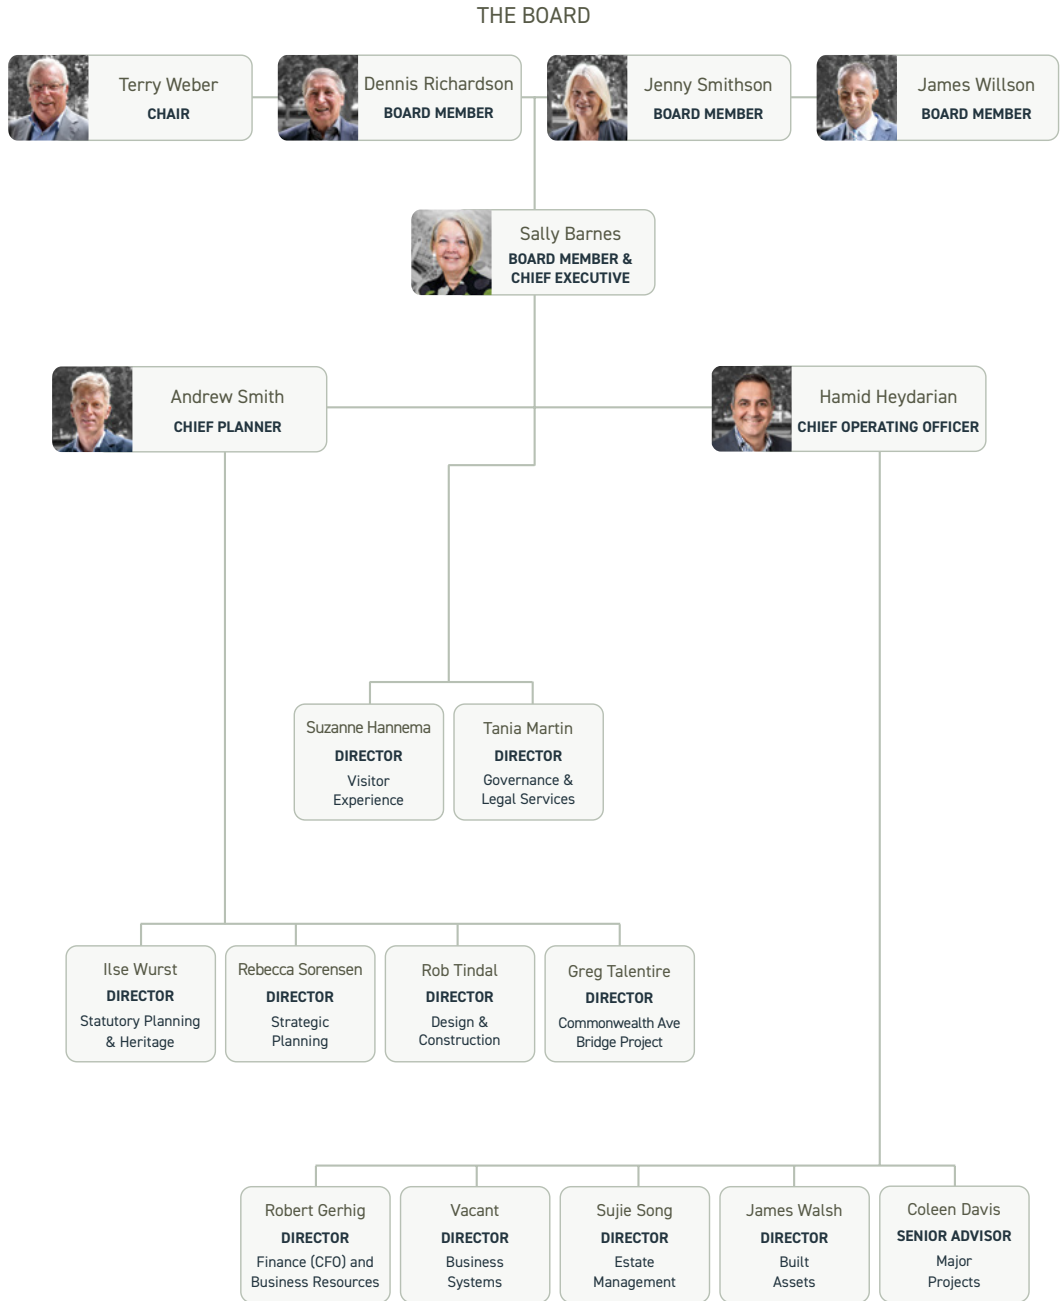 THE BOARD
Terry Weber
CHAIR
Dennis Richardson
BOARD MEMBER
Jenny Smithson
BOARD MEMBER
James Willson
BOARD MEMBER
Sally Barnes
BOARD MEMBER &
CHIEF EXECUTIVE
Andrew Smith
CHIEF PLANNER
Hamid Heydarian
CHIEF OPERATING OFFICER
Suzanne Hannema
DIRECTOR
Visitor
Experience
Tania Martin
DIRECTOR
Governance &
Legal Services
Ilse Wurst
DIRECTOR
Statutory Planning
& Heritage
Rebecca Sorensen
DIRECTOR
Strategic
Planning
Rob Tindal
DIRECTOR
Design &
Construction
Greg Talentire
DIRECTOR
Commonwealth Ave
Bridge Project
Robert Gerhig
DIRECTOR
Finance (CFO) and
Business Resources
Vacant
DIRECTOR
Business
Systems
Sujie Song
DIRECTOR
Estate
Management
James Walsh
DIRECTOR
Built
Assets
Coleen Davis
SENIOR ADVISOR
Major
Projects